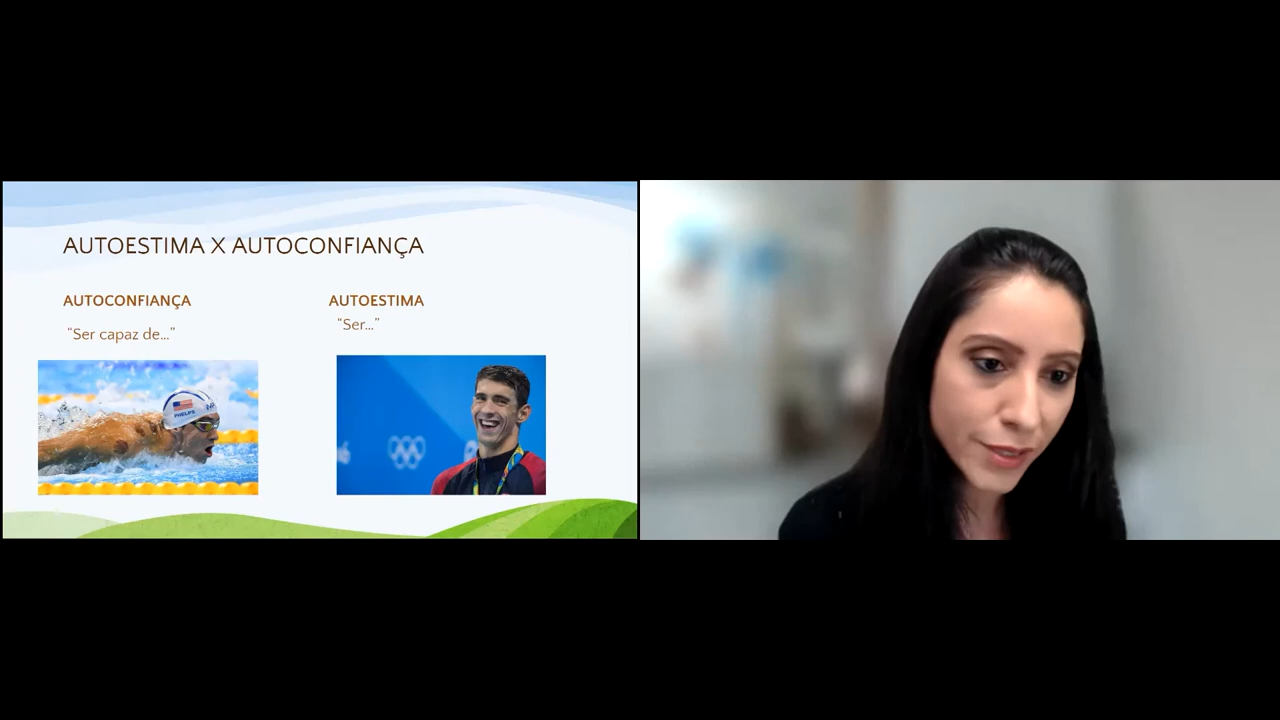 AUTOESTIMA X AUTOCONFIANÇA
AUTOCONFIANÇA
“Ser capaz de...”
AUTOESTIMA
“Ser...”
PHELPS